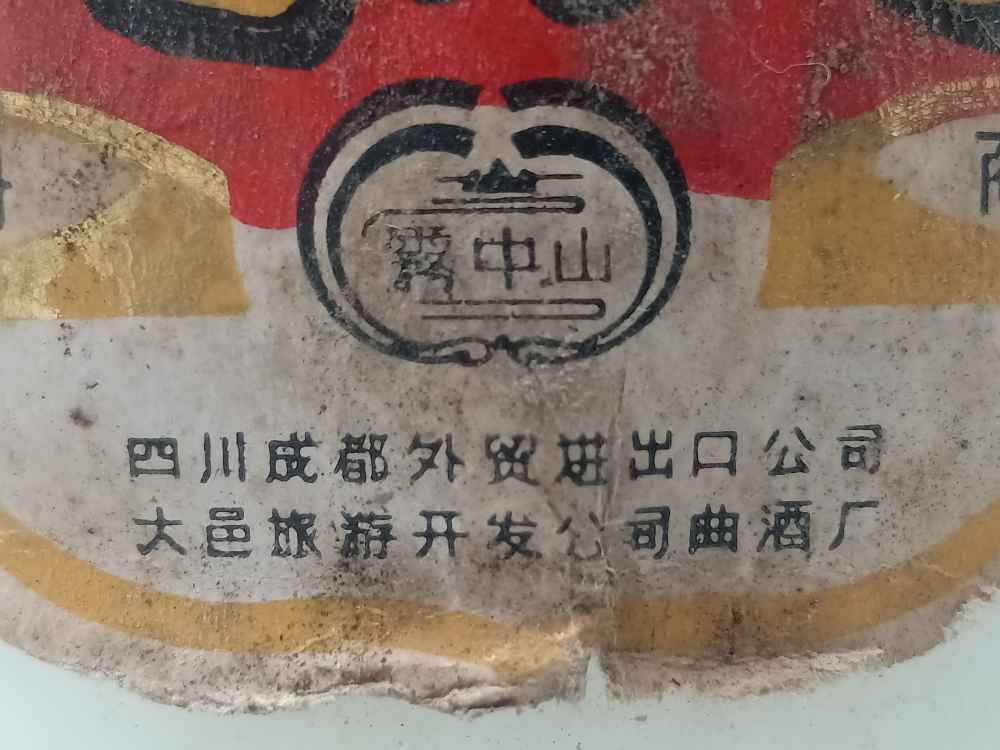 雾中山
四川成都外贸进出口公司
大邑旅游开发公司曲酒厂